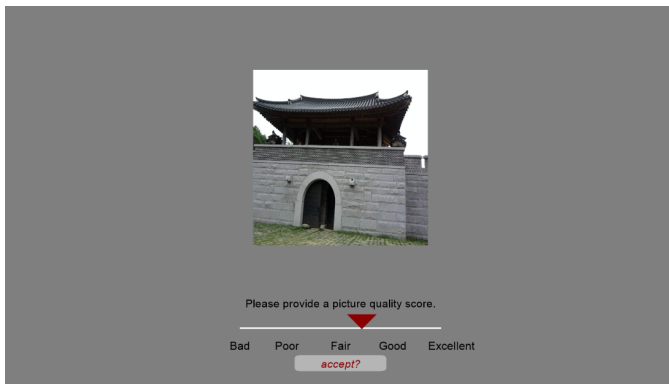 Please provide a picture quality score.
Bad Poor Fair Good Excellent
accept?